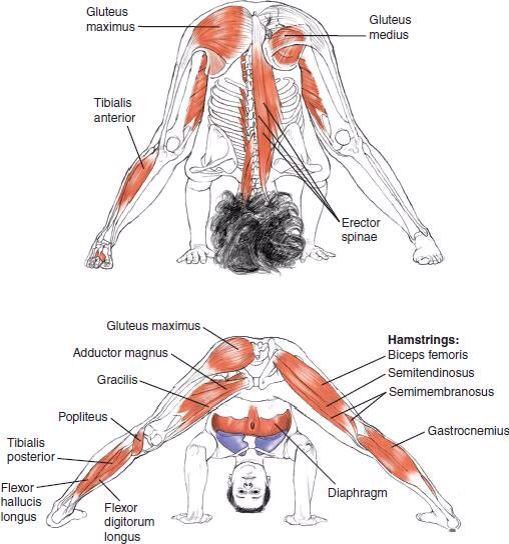 Gluteus
maximus
Gluteus
medius
Tibialis
anterior
Erector
spinae
Gluteus maximus
Adductor magnus
Gracilis
Popliteus
Tibialis
posterior
Flexor
hallucis
longus
Flexor
digitorum
longus
Hamstrings:
Biceps femoris
Semitendinosus
Semimembranosus
Gastrocnemius
Diaphragm